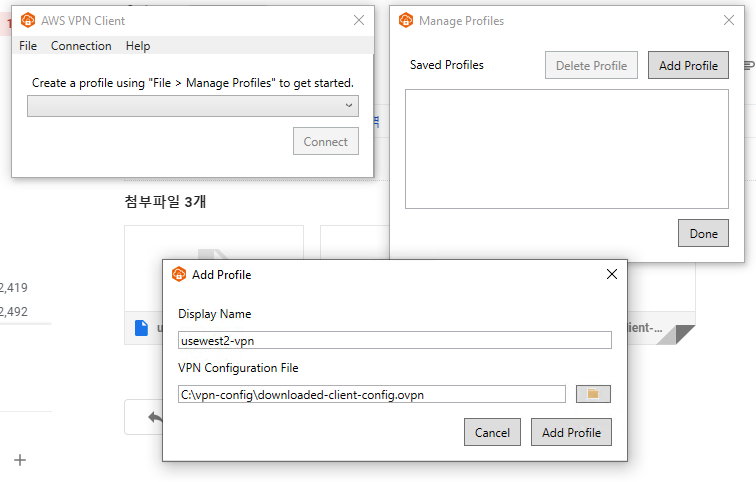 AWS VPN Client
File Connection Help
Create a profile using "File > Manage Profiles" to get started.
Connect
Manage Profiles
Saved Profiles Delete Profile Add Profile
Done
첨부파일 3개
2,419
2,492
Add Profile
Display Name
usewest2-vpn
VPN Configuration File
C:\vpn-config\downloaded-client-config.ovpn
Cancel Add Profile